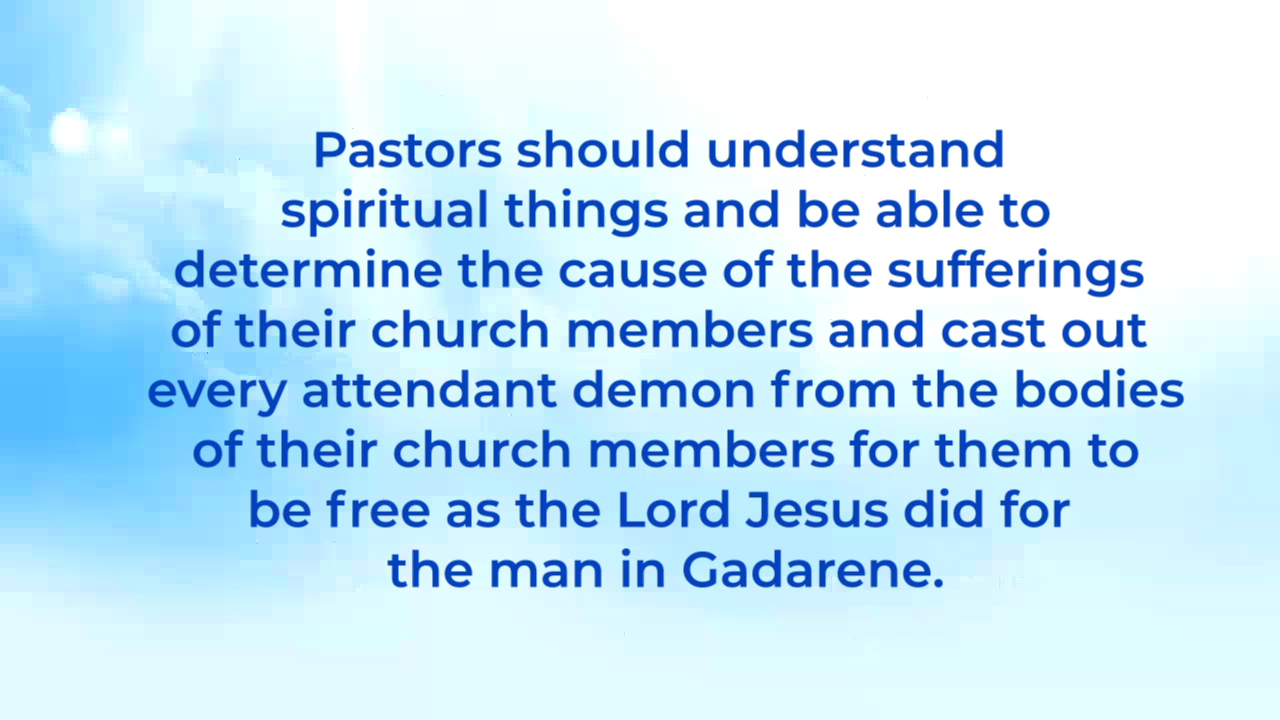 Pastors should understand
spiritual things and be able to
determine the cause of the sufferings
of their church members and cast out
every attendant demon from the bodies
of their church members for them to
be free as the Lord Jesus did for
the man in Gadarene.